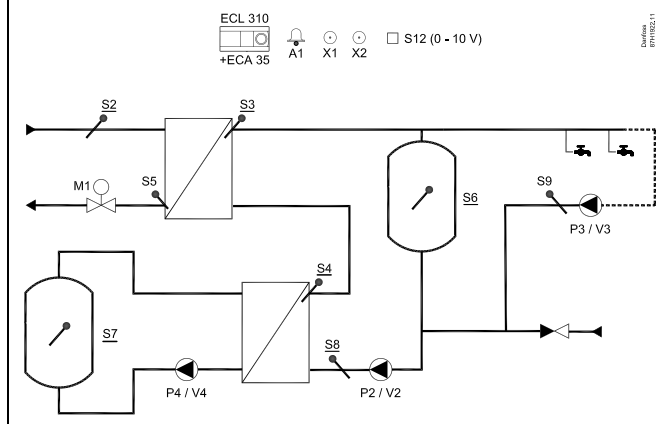 ECL 310
+ECA 35
A1
X1
X2
S12 (0 - 10 V)
Danfoss
87H1922.11
S2
S3
M1
S5
S6
S9
P3 / V3
S4
S7
S8
P4 / V4
P2 / V2